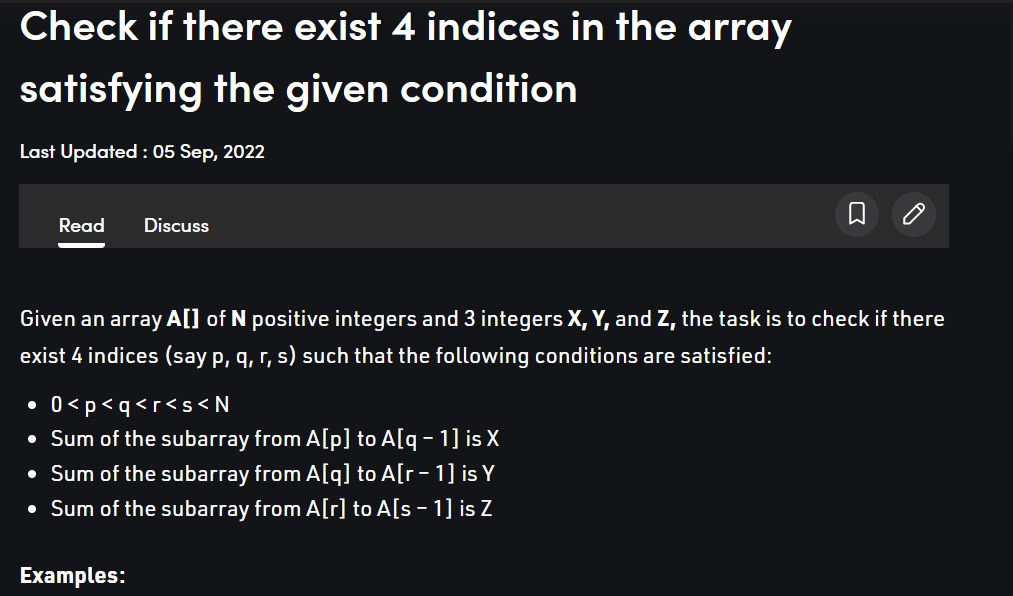 Check if there exist 4 indices in the array
satisfying the given condition
Last Updated : 05 Sep, 2022
Read Discuss
Given an array A[] of N positive integers and 3 integers X, Y, and Z, the task is to check if there
exist 4 indices (say p, q, r, s) such that the following conditions are satisfied:
• 0 < p < q < r < s < N
• Sum of the subarray from A[p] to A[q – 1] is X
• Sum of the subarray from A[q] to A[r – 1] is Y
• Sum of the subarray from A[r] to A[s – 1] is Z
Examples: